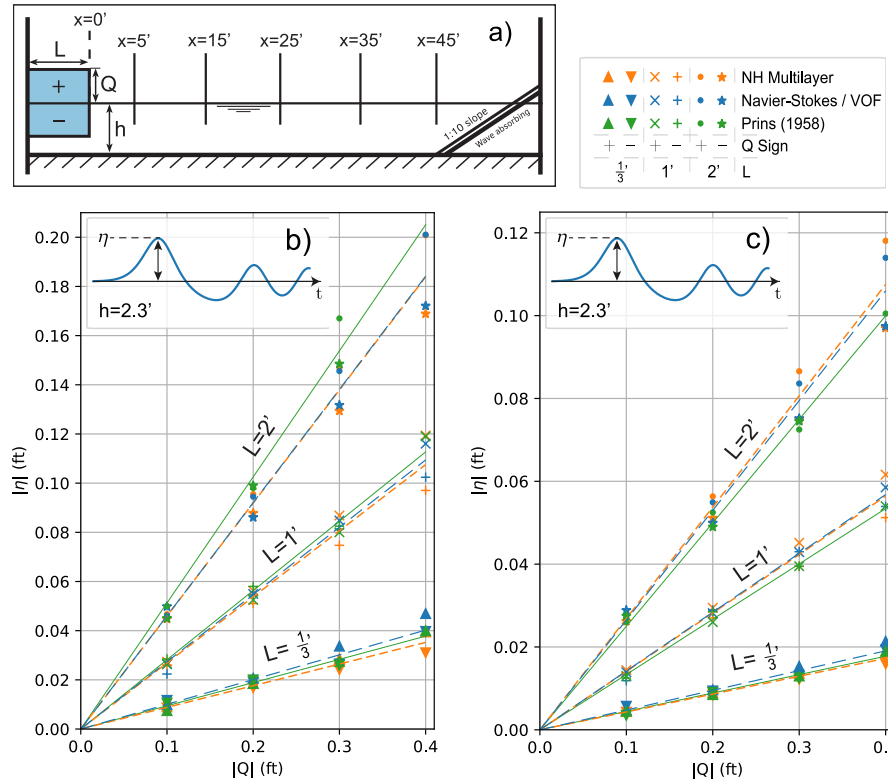 x=0'
L
x=5' x=15' x=25' x=35' x=45'
a)
+
Q
−
h
1:10 slope
Wave absorbing
NH Multilayer
Navier-Stokes / VOF
Prins (1958)
+ − + − + − Q Sign
1/3' 1' 2' L
b)
η
t
h=2.3'
L=2'
L=1'
L= 1/3'
0.20
0.18
0.16
0.14
0.12
0.10
0.08
0.06
0.04
0.02
0.00
|η| (ft)
0.0 0.1 0.2 0.3 0.4
|Q| (ft)
c)
η
t
h=2.3'
L=2'
L=1'
L= 1/3'
0.12
0.10
0.08
0.06
0.04
0.02
0.00
|η| (ft)
0.0 0.1 0.2 0.3
|Q| (ft)